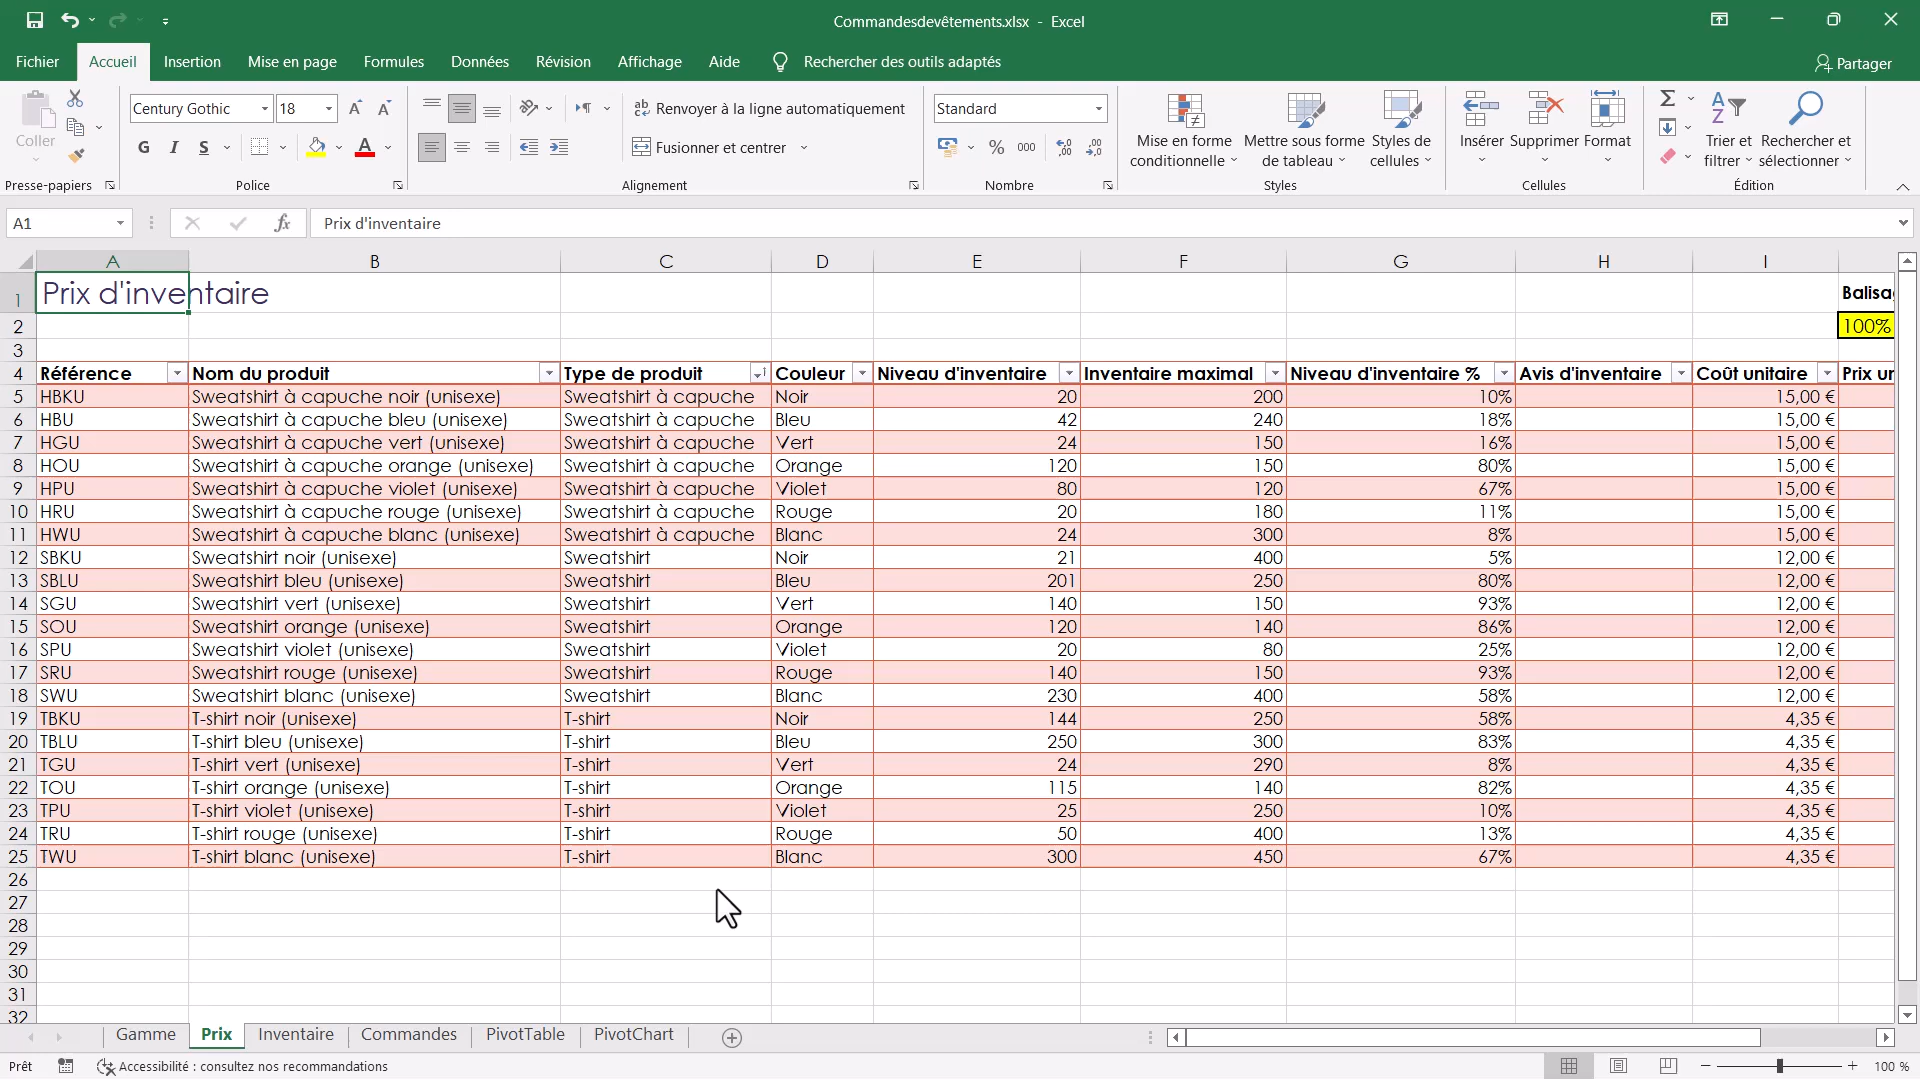 Commandesdevêtements.xlsx - Excel
Fichier Accueil Insertion Mise en page Formules Données Révision Affichage Aide Rechercher des outils adaptés Partager
Coller
Century Gothic 18
Renvoyer à la ligne automatiquement
Standard
G I S
Fusionner et centrer
% 000
Mise en forme conditionnelle
Mettre sous forme de tableau
Styles de cellules
Insérer Supprimer Format
Trier et filtrer
Rechercher et sélectionner
Presse-papiers Police Alignement Nombre Styles Cellules Édition
A1 fx Prix d'inventaire
A B C D E F G H I
1 Prix d'inventaire Balisa
2 100%
3
4 Référence Nom du produit Type de produit Couleur Niveau d'inventaire Inventaire maximal Niveau d'inventaire % Avis d'inventaire Coût unitaire Prix un
5 HBKU Sweatshirt à capuche noir (unisexe) Sweatshirt à capuche Noir 20 200 10% 15,00 €
6 HBU Sweatshirt à capuche bleu (unisexe) Sweatshirt à capuche Bleu 42 240 18% 15,00 €
7 HGU Sweatshirt à capuche vert (unisexe) Sweatshirt à capuche Vert 24 150 16% 15,00 €
8 HOU Sweatshirt à capuche orange (unisexe) Sweatshirt à capuche Orange 120 150 80% 15,00 €
9 HPU Sweatshirt à capuche violet (unisexe) Sweatshirt à capuche Violet 80 120 67% 15,00 €
10 HRU Sweatshirt à capuche rouge (unisexe) Sweatshirt à capuche Rouge 20 180 11% 15,00 €
11 HWU Sweatshirt à capuche blanc (unisexe) Sweatshirt à capuche Blanc 24 300 8% 15,00 €
12 SBKU Sweatshirt noir (unisexe) Sweatshirt Noir 21 400 5% 12,00 €
13 SBLU Sweatshirt bleu (unisexe) Sweatshirt Bleu 201 250 80% 12,00 €
14 SGU Sweatshirt vert (unisexe) Sweatshirt Vert 140 150 93% 12,00 €
15 SOU Sweatshirt orange (unisexe) Sweatshirt Orange 120 140 86% 12,00 €
16 SPU Sweatshirt violet (unisexe) Sweatshirt Violet 20 80 25% 12,00 €
17 SRU Sweatshirt rouge (unisexe) Sweatshirt Rouge 140 150 93% 12,00 €
18 SWU Sweatshirt blanc (unisexe) Sweatshirt Blanc 230 400 58% 12,00 €
19 TBKU T-shirt noir (unisexe) T-shirt Noir 144 250 58% 4,35 €
20 TBLU T-shirt bleu (unisexe) T-shirt Bleu 250 300 83% 4,35 €
21 TGU T-shirt vert (unisexe) T-shirt Vert 24 290 8% 4,35 €
22 TOU T-shirt orange (unisexe) T-shirt Orange 115 140 82% 4,35 €
23 TPU T-shirt violet (unisexe) T-shirt Violet 25 250 10% 4,35 €
24 TRU T-shirt rouge (unisexe) T-shirt Rouge 50 400 13% 4,35 €
25 TWU T-shirt blanc (unisexe) T-shirt Blanc 300 450 67% 4,35 €
26
27
28
29
30
31
32
Gamme Prix Inventaire Commandes PivotTable PivotChart
Prêt Accessibilité : consultez nos recommandations 100 %